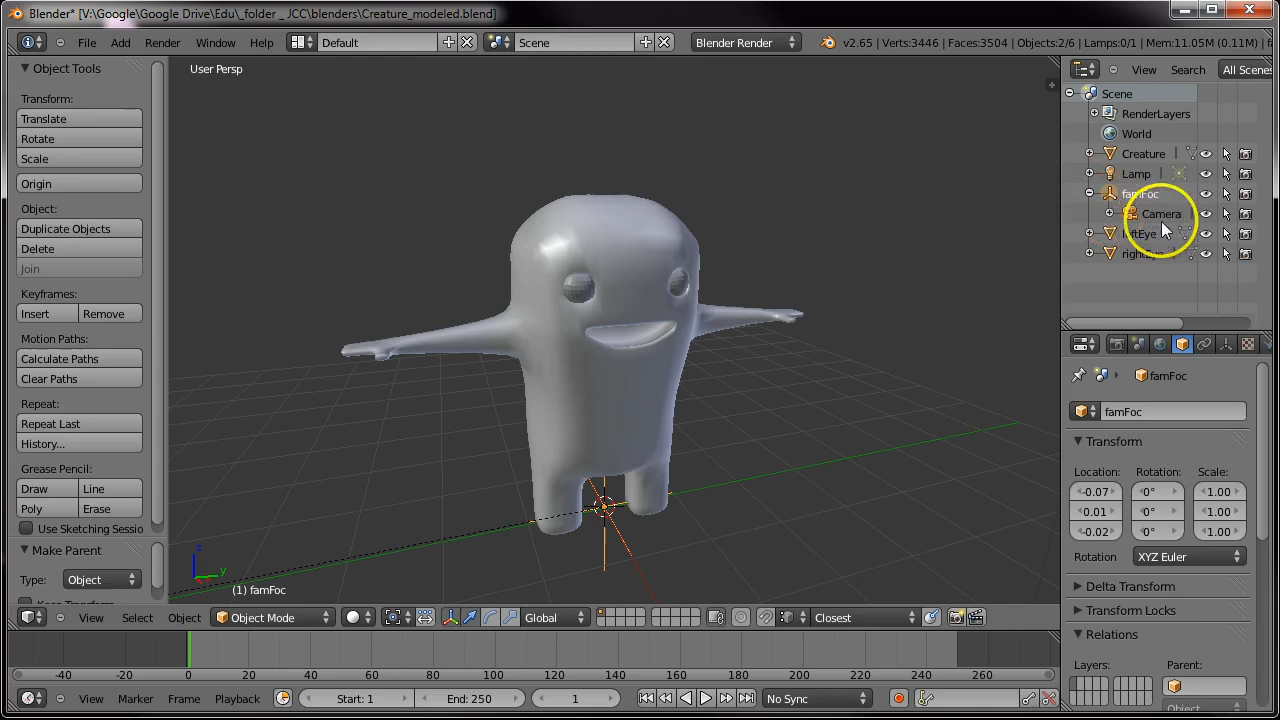 Blender* [V:\Google\Google Drive\Edu\_folder _ JCC\blenders\Creature_modeled.blend]
File Add Render Window Help Default Scene Blender Render v2.65 | Verts:3446 | Faces:3504 | Objects:2/6 | Lamps:0/1 | Mem:11.05M (0.11M) |
Object Tools
Transform:
Translate
Rotate
Scale
Origin
Object:
Duplicate Objects
Delete
Join
Keyframes:
Insert Remove
Motion Paths:
Calculate Paths
Clear Paths
Repeat:
Repeat Last
History...
Grease Pencil:
Draw Line
Poly Erase
Use Sketching Sessio
Make Parent
Type: Object
User Persp
z
y
(1) famFoc
View Select Object Object Mode Global Closest
-40 -20 0 20 40 60 80 100 120 140 160 180 200 220 240 260
View Marker Frame Playback Start: 1 End: 250 1 No Sync
View Search All Scenes
Scene
RenderLayers
World
Creature
Lamp
famFoc
Camera
leftEye
rightEye
famFoc
famFoc
Transform
Location: Rotation: Scale:
-0.07 0° 1.00
0.01 0° 1.00
-0.02 0° 1.00
Rotation XYZ Euler
Delta Transform
Transform Locks
Relations
Layers: Parent: